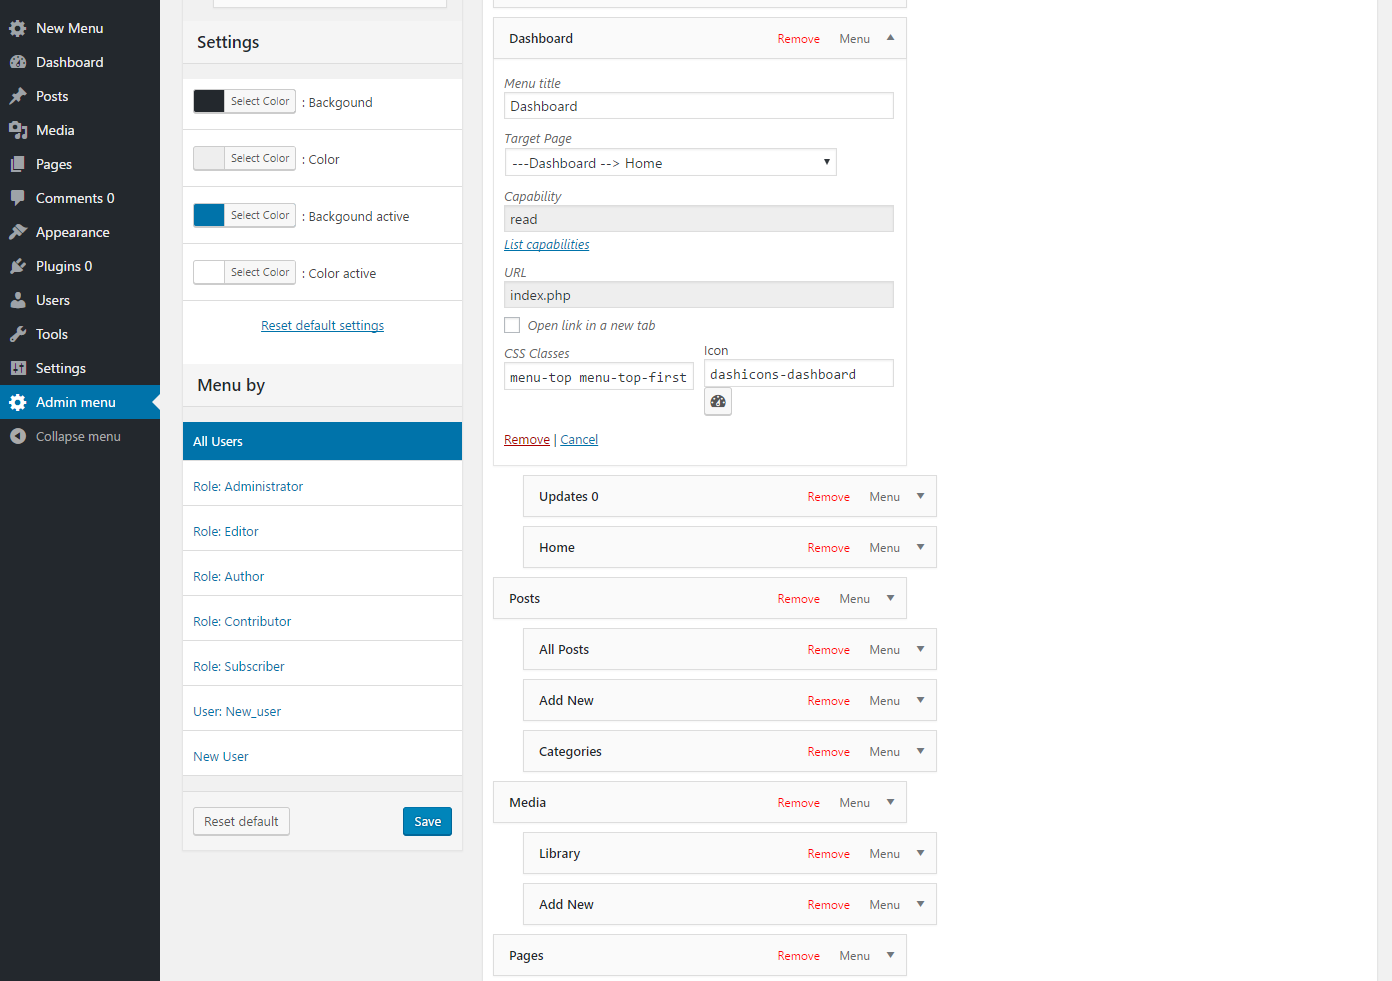 New Menu
Dashboard
Posts
Media
Pages
Comments 0
Appearance
Plugins 0
Users
Tools
Settings
Admin menu
Collapse menu
Settings
Select Color : Backgound
Select Color : Color
Select Color : Backgound active
Select Color : Color active
Reset default settings
Menu by
All Users
Role: Administrator
Role: Editor
Role: Author
Role: Contributor
Role: Subscriber
User: New_user
New User
Reset default Save
Dashboard Remove Menu
Menu title
Dashboard
Target Page
---Dashboard --> Home
Capability
read
List capabilities
URL
index.php
Open link in a new tab
CSS Classes
menu-top menu-top-first
Icon
dashicons-dashboard
Remove | Cancel
Updates 0 Remove Menu
Home Remove Menu
Posts Remove Menu
All Posts Remove Menu
Add New Remove Menu
Categories Remove Menu
Media Remove Menu
Library Remove Menu
Add New Remove Menu
Pages Remove Menu